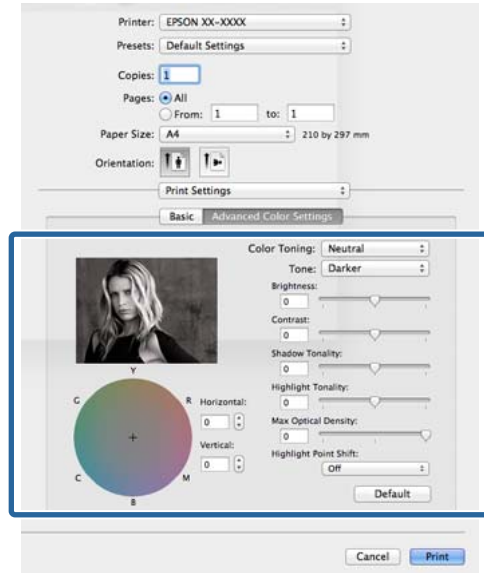 Printer: EPSON XX-XXXX
Presets: Default Settings
Copies: 1
Pages: All
From: 1 to: 1
Paper Size: A4 210 by 297 mm
Orientation:
Print Settings
Basic Advanced Color Settings
Color Toning: Neutral
Tone: Darker
Brightness:
0
Contrast:
0
Shadow Tonality:
0
Highlight Tonality:
0
Max Optical Density:
0
Highlight Point Shift:
Off
Default
Y
G R
C M
B
Horizontal:
0
Vertical:
0
Cancel Print